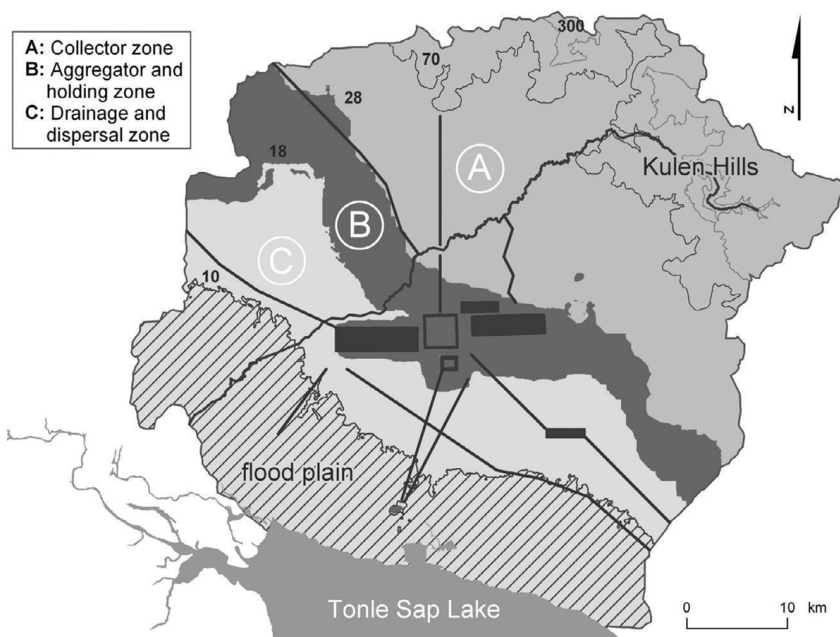 A: Collector zone
B: Aggregator and
holding zone
C: Drainage and
dispersal zone
300
70
28
18
10
A
B
C
Kulen Hills
flood plain
Tonle Sap Lake
N
0 10 km